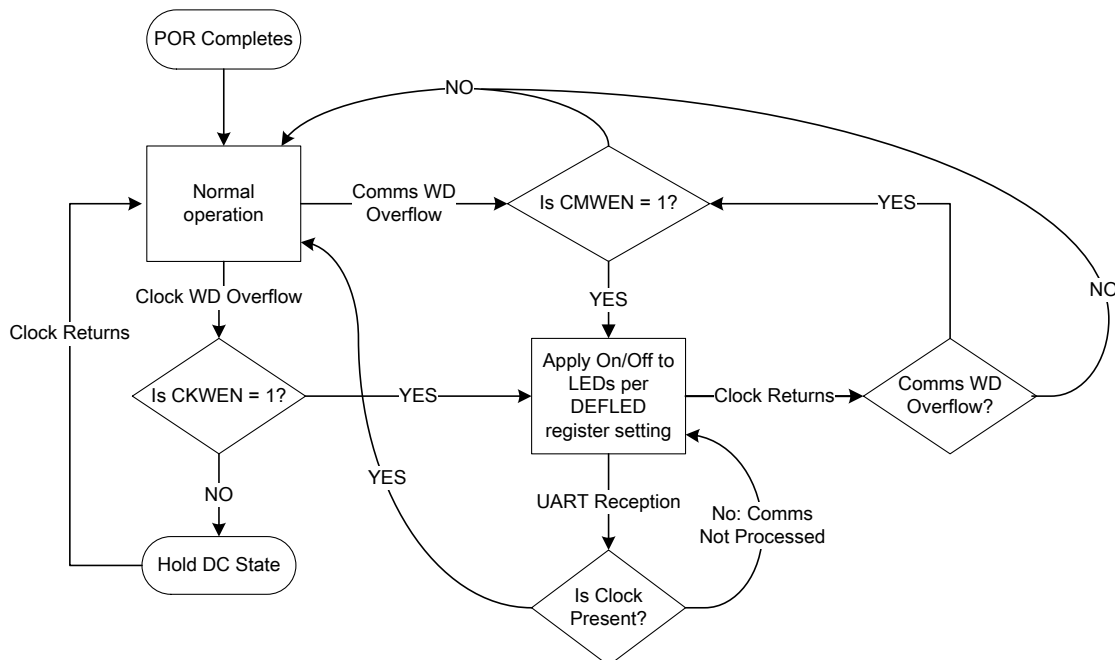 POR Completes
NO
Normal
operation
Comms WD
Overflow
Is CMWEN = 1?
YES
Clock WD Overflow
YES
NO
Clock Returns
Is CKWEN = 1?
YES
Apply On/Off to
LEDs per
DEFLED
register setting
Clock Returns
Comms WD
Overflow?
YES
NO
UART Reception
No: Comms
Not Processed
Hold DC State
Is Clock
Present?